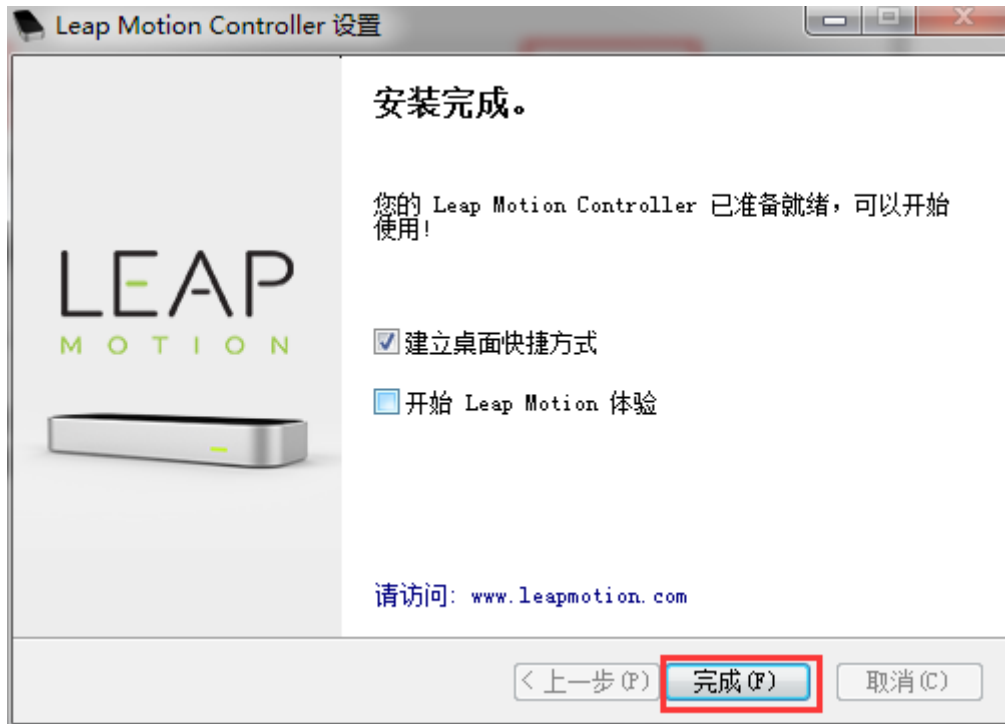 Leap Motion Controller 设置
安装完成。
您的 Leap Motion Controller 已准备就绪，可以开始
使用！
LEAP
MOTION
建立桌面快捷方式
开始 Leap Motion 体验
请访问: www.leapmotion.com
< 上一步(P)
完成(F)
取消(C)